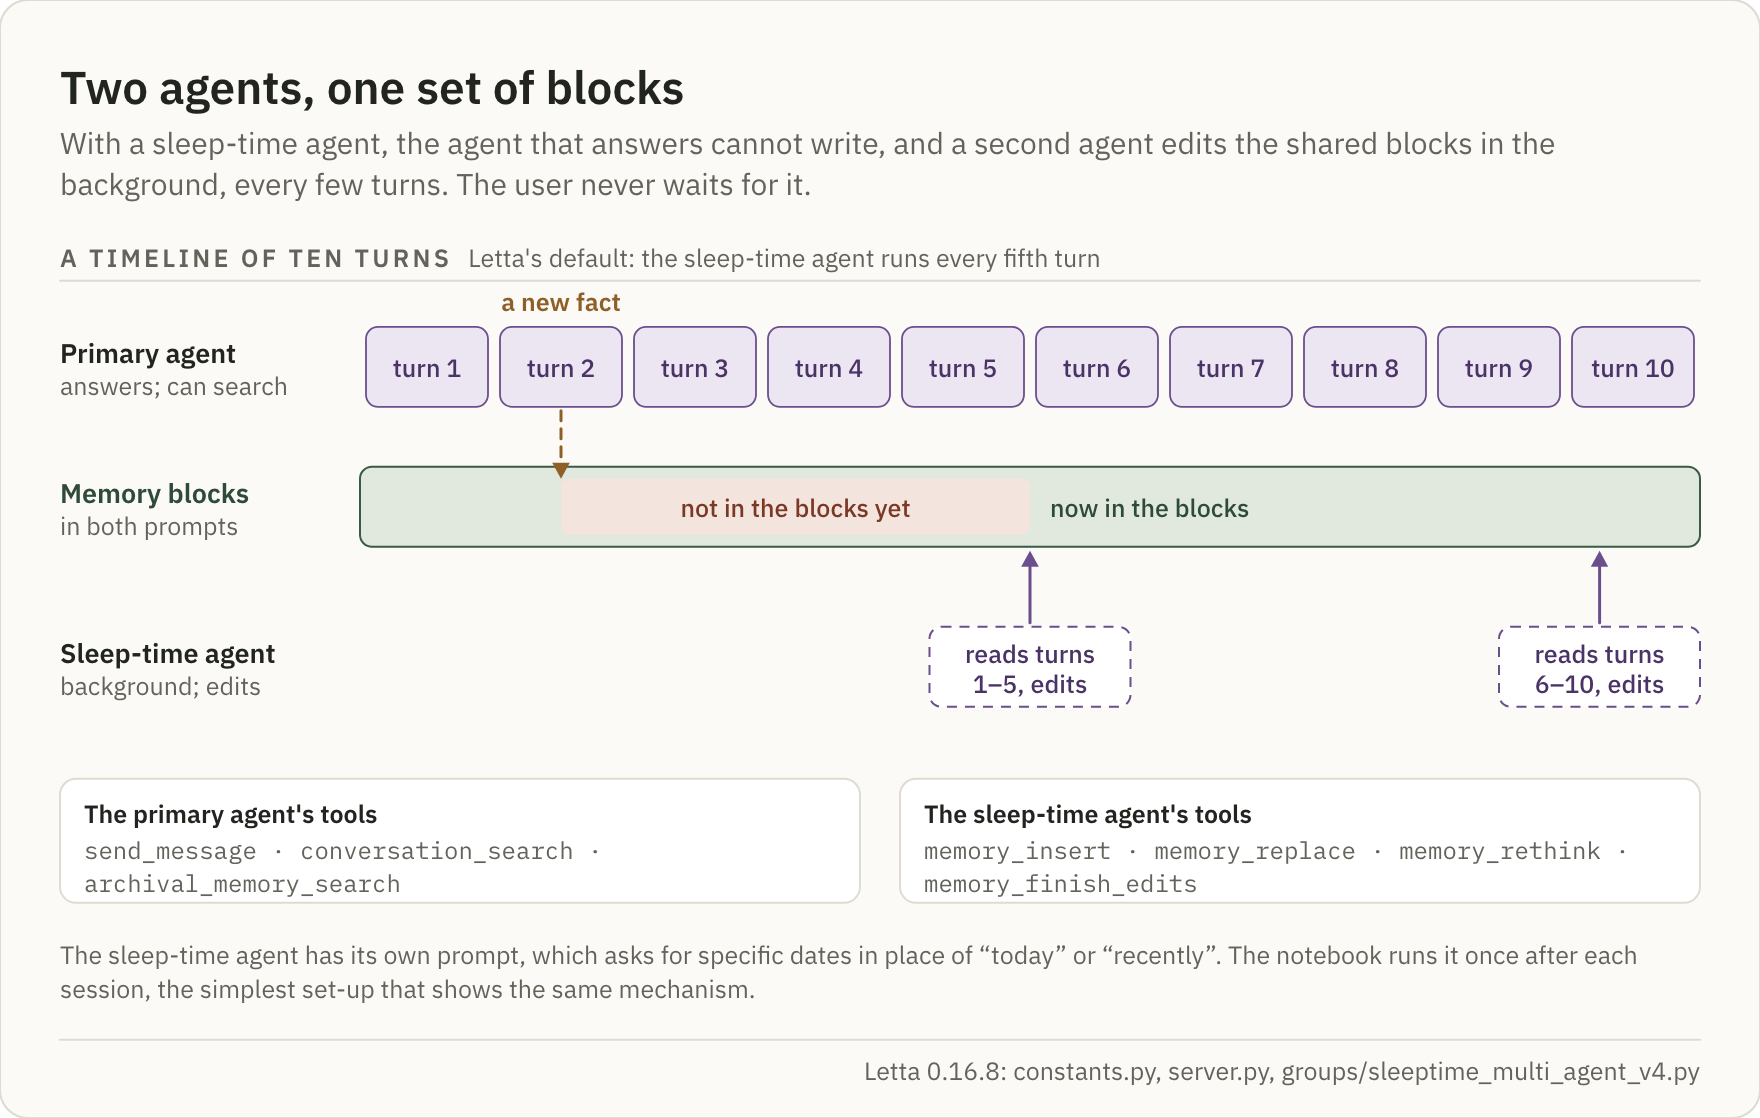 Two agents, one set of blocks
With a sleep-time agent, the agent that answers cannot write, and a second agent edits the shared blocks in the
background, every few turns. The user never waits for it.
A TIMELINE OF TEN TURNS Letta's default: the sleep-time agent runs every fifth turn
a new fact
Primary agent
answers; can search
turn 1
turn 2
turn 3
turn 4
turn 5
turn 6
turn 7
turn 8
turn 9
turn 10
Memory blocks
in both prompts
not in the blocks yet
now in the blocks
Sleep-time agent
background; edits
reads turns
1–5, edits
reads turns
6–10, edits
The primary agent's tools
send_message · conversation_search ·
archival_memory_search
The sleep-time agent's tools
memory_insert · memory_replace · memory_rethink ·
memory_finish_edits
The sleep-time agent has its own prompt, which asks for specific dates in place of “today” or “recently”. The notebook runs it once after each
session, the simplest set-up that shows the same mechanism.
Letta 0.16.8: constants.py, server.py, groups/sleeptime_multi_agent_v4.py